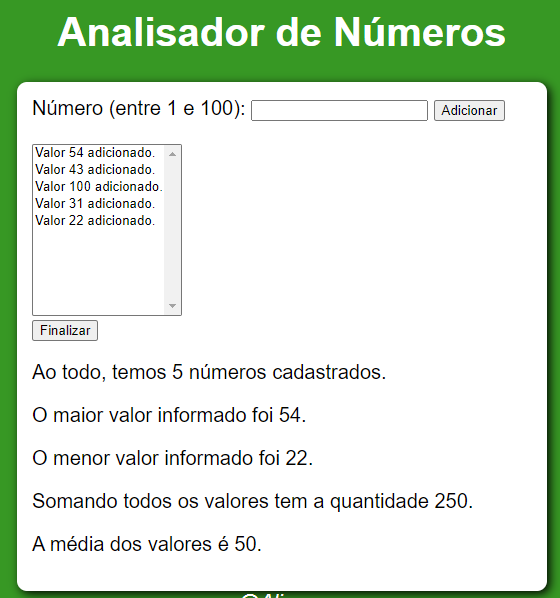 Analisador de Números
Número (entre 1 e 100): Adicionar
Valor 54 adicionado.
Valor 43 adicionado.
Valor 100 adicionado.
Valor 31 adicionado.
Valor 22 adicionado.
Finalizar
Ao todo, temos 5 números cadastrados.
O maior valor informado foi 54.
O menor valor informado foi 22.
Somando todos os valores tem a quantidade 250.
A média dos valores é 50.